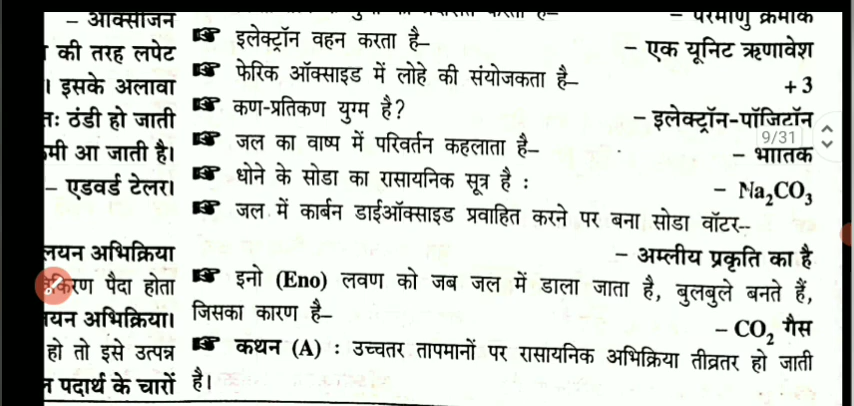 – आक्सीजन
की तरह लपेट
। इसके अलावा
तः ठंडी हो जाती
मी आ जाती है।
– एडवर्ड टेलर।
लयन अभिक्रिया
किरण पैदा होता
यन अभिक्रिया।
हो तो इसे उत्पन्न
पदार्थ के चारों
– परमाणु क्रमांक
इलेक्ट्रॉन वहन करता है–
– एक यूनिट ऋणावेश
फेरिक ऑक्साइड में लोहे की संयोजकता है–
+3
कण-प्रतिकण युग्म है?
– इलेक्ट्रॉन-पॉजिटॉन
9/31
जल का वाष्प में परिवर्तन कहलाता है–
– भौतिक
धोने के सोडा का रासायनिक सूत्र है :
– Na₂CO₃
जल में कार्बन डाईऑक्साइड प्रवाहित करने पर बना सोडा वॉटर–
– अम्लीय प्रकृति का है
इनो (Eno) लवण को जब जल में डाला जाता है, बुलबुले बनते हैं,
जिसका कारण है–
– CO₂ गैस
कथन (A) : उच्चतर तापमानों पर रासायनिक अभिक्रिया तीव्रतर हो जाती
है।